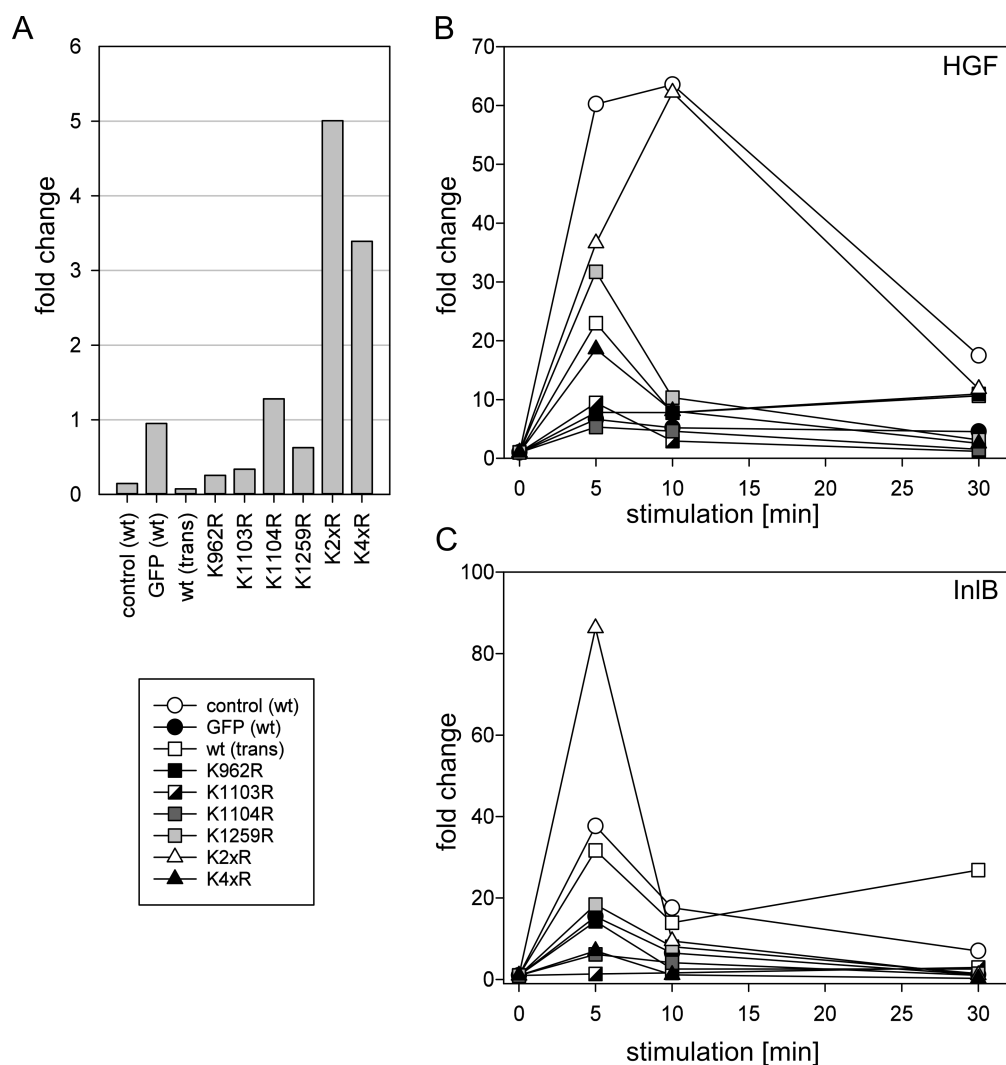 A
6
5
4
3
2
1
0
fold change
control (wt)
GFP (wt)
wt (trans)
K962R
K1103R
K1104R
K1259R
K2xR
K4xR
control (wt)
GFP (wt)
wt (trans)
K962R
K1103R
K1104R
K1259R
K2xR
K4xR
B
HGF
70
60
50
40
30
20
10
0
fold change
0 5 10 15 20 25 30
stimulation [min]
C
InlB
100
80
60
40
20
0
fold change
0 5 10 15 20 25 30
stimulation [min]